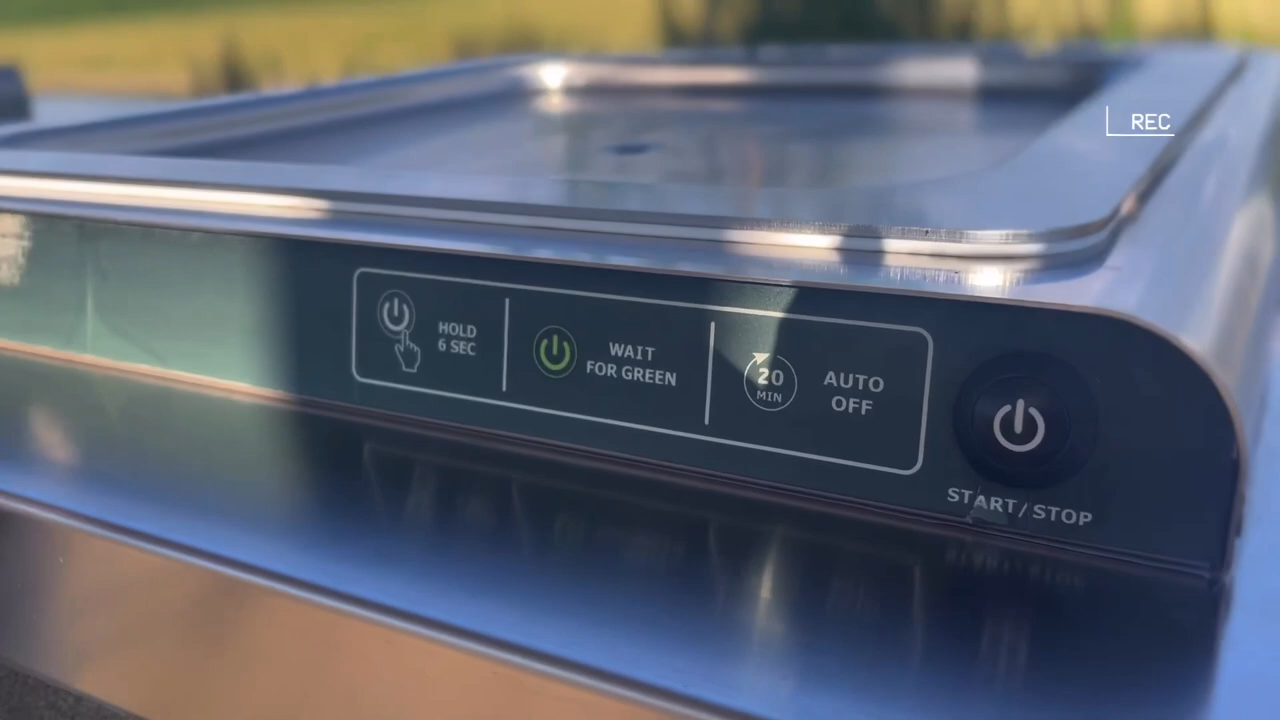 REC
HOLD
6 SEC
WAIT
FOR GREEN
20
MIN
AUTO
OFF
START/STOP